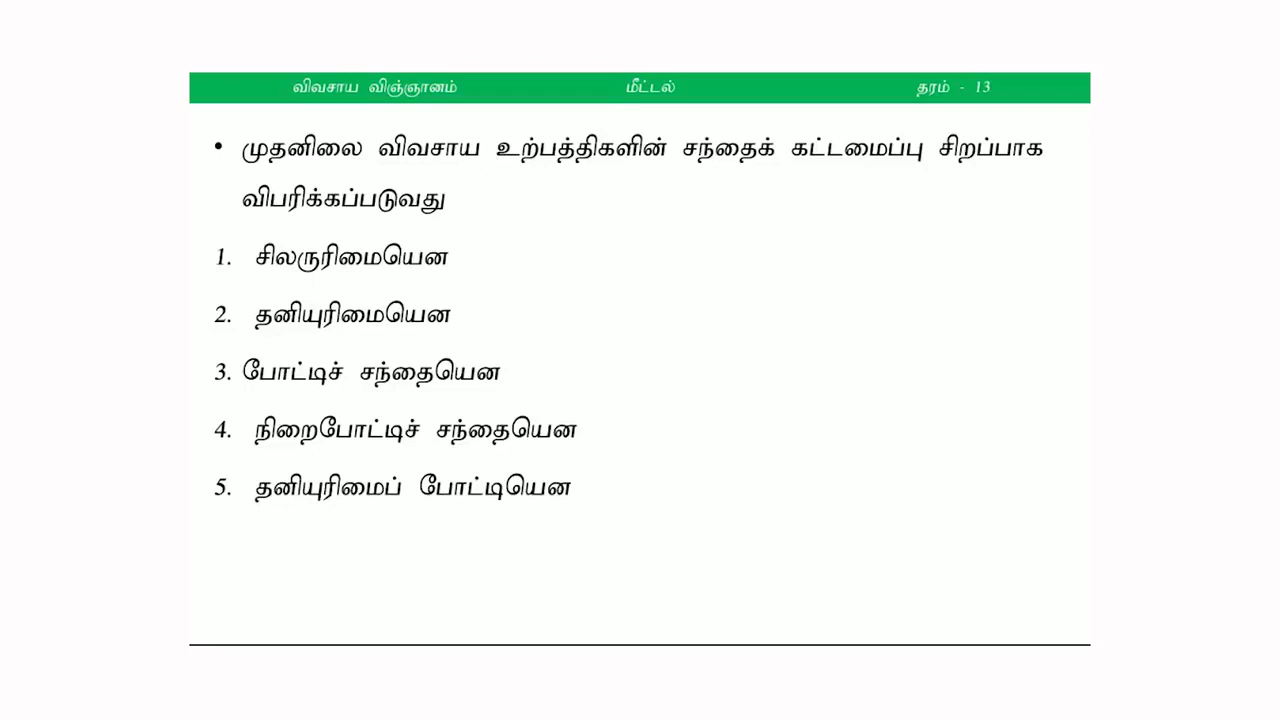 விவசாய விஞ்ஞானம் மீட்டல் தரம் - 13
• முதனிலை விவசாய உற்பத்திகளின் சந்தைக் கட்டமைப்பு சிறப்பாக
விபரிக்கப்படுவது
1. சிலருரிமையென
2. தனியுரிமையென
3. போட்டிச் சந்தையென
4. நிறைபோட்டிச் சந்தையென
5. தனியுரிமைப் போட்டியென